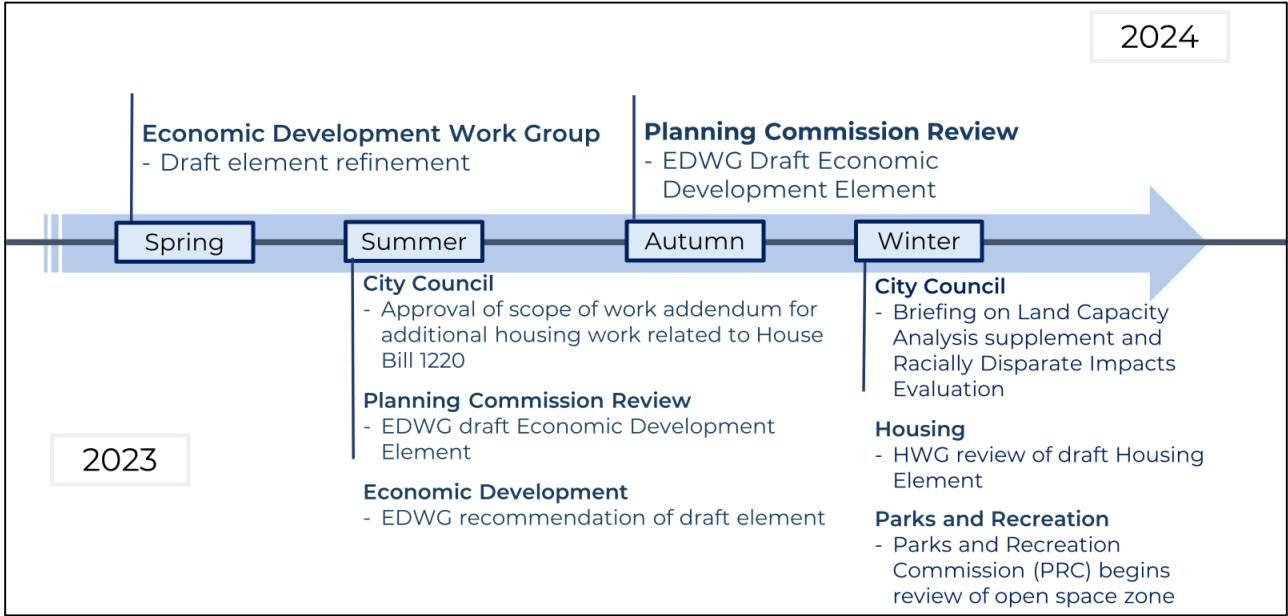 2024
Economic Development Work Group
- Draft element refinement
Planning Commission Review
- EDWG Draft Economic
Development Element
Spring
Summer
Autumn
Winter
City Council
- Approval of scope of work addendum for
additional housing work related to House
Bill 1220
Planning Commission Review
- EDWG draft Economic Development
Element
Economic Development
- EDWG recommendation of draft element
2023
City Council
- Briefing on Land Capacity
Analysis supplement and
Racially Disparate Impacts
Evaluation
Housing
- HWG review of draft Housing
Element
Parks and Recreation
- Parks and Recreation
Commission (PRC) begins
review of open space zone